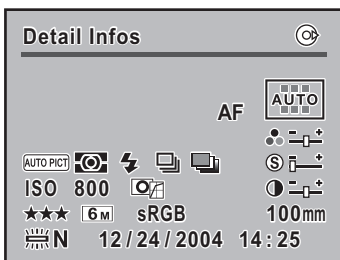 Detail Infos
AUTO
AF
AUTO PICT
S
ISO 800
★★★ 6M sRGB 100mm
N 12/24/2004 14:25